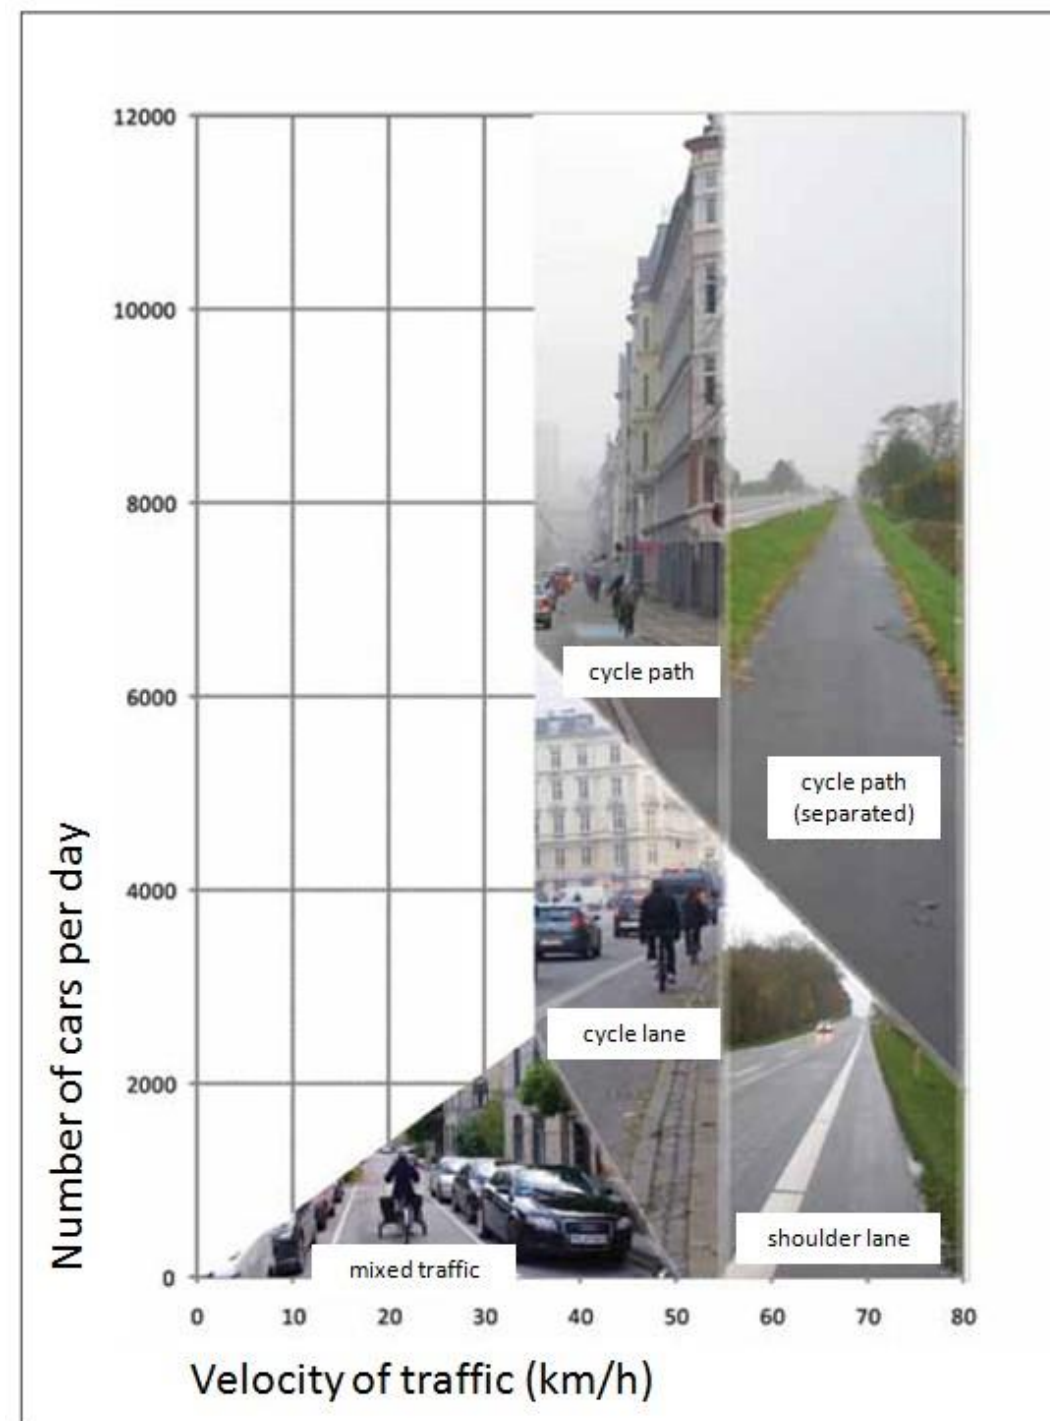 12000
10000
8000
6000
4000
2000
0
Number of cars per day
cycle path
cycle path
(separated)
cycle lane
shoulder lane
mixed traffic
0 10 20 30 40 50 60 70 80
Velocity of traffic (km/h)